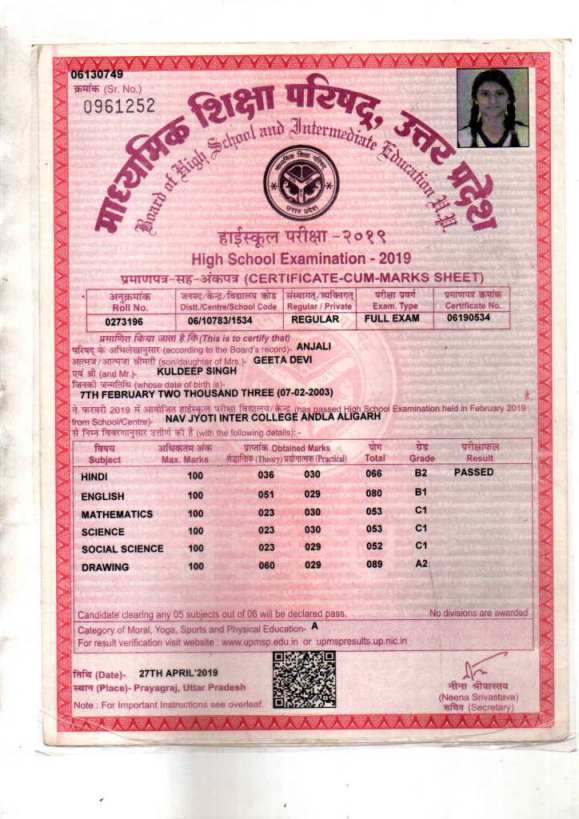 06130749
क्रमांक (Sr. No.)
0961252
माध्यमिक शिक्षा परिषद्, उत्तर प्रदेश
Board of High School and Intermediate Education U.P.
हाईस्कूल परीक्षा -२०१९
High School Examination - 2019
प्रमाणपत्र-सह-अंकपत्र (CERTIFICATE-CUM-MARKS SHEET)
अनुक्रमांक जनपद/केन्द्र/विद्यालय कोड संस्थागत/व्यक्तिगत परीक्षा प्रवर्ग प्रमाणपत्र क्रमांक
Roll No. Distt./Centre/School Code Regular / Private Exam. Type Certificate No.
0273196 06/10783/1534 REGULAR FULL EXAM 06190534
प्रमाणित किया जाता है कि (This is to certify that)
परिषद् के अभिलेखानुसार (according to the Board's record)- ANJALI
आत्मज/आत्मजा श्रीमती (son/daughter of Mrs.)- GEETA DEVI
एवं श्री (and Mr.)- KULDEEP SINGH
जिनकी जन्मतिथि (whose date of birth is)-
7TH FEBRUARY TWO THOUSAND THREE (07-02-2003) है,
ने फरवरी 2019 में आयोजित हाईस्कूल परीक्षा विद्यालय/केन्द्र (has passed High School Examination held in February 2019
from School/Centre)- NAV JYOTI INTER COLLEGE ANDLA ALIGARH
से निम्न विवरणानुसार उत्तीर्ण की है (with the following details):-
विषय अधिकतम अंक प्राप्तांक Obtained Marks योग ग्रेड परीक्षाफल
Subject Max. Marks सैद्धान्तिक (Theory) प्रयोगात्मक (Practical) Total Grade Result
HINDI 100 036 030 066 B2 PASSED
ENGLISH 100 051 029 080 B1
MATHEMATICS 100 023 030 053 C1
SCIENCE 100 023 030 053 C1
SOCIAL SCIENCE 100 023 029 052 C1
DRAWING 100 060 029 089 A2
Candidate clearing any 05 subjects out of 06 will be declared pass. No divisions are awarded
Category of Moral, Yoga, Sports and Physical Education- A
For result verification visit website : www.upmsp.edu.in or upmspresults.up.nic.in
तिथि (Date)- 27TH APRIL'2019
स्थान (Place)- Prayagraj, Uttar Pradesh
Note : For Important Instructions see overleaf.
नीना श्रीवास्तव
(Neena Srivastava)
सचिव (Secretary)